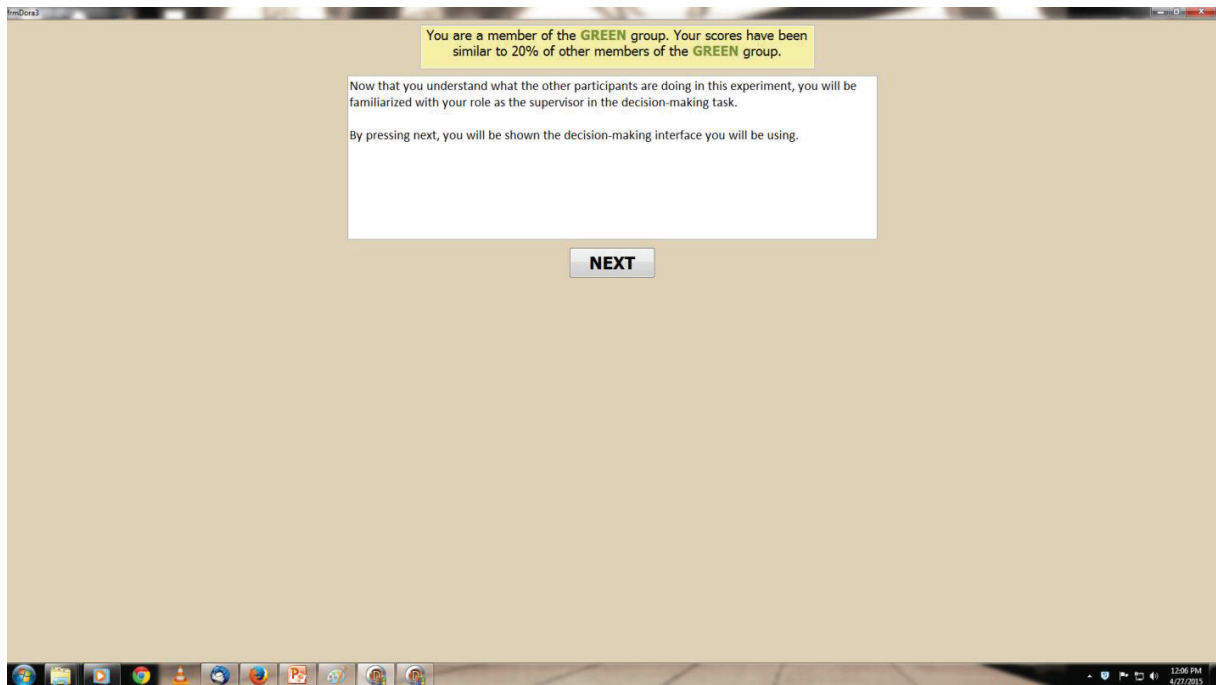 frmDora3
You are a member of the GREEN group. Your scores have been
similar to 20% of other members of the GREEN group.
Now that you understand what the other participants are doing in this experiment, you will be
familiarized with your role as the supervisor in the decision-making task.
By pressing next, you will be shown the decision-making interface you will be using.
NEXT
12:06 PM
4/27/2015